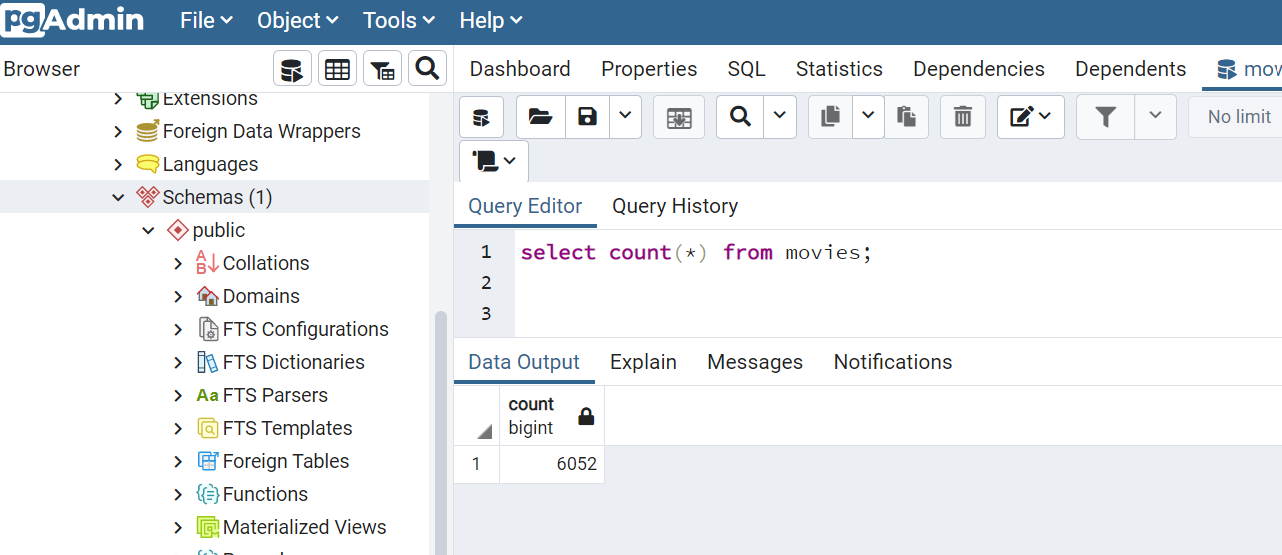 pgAdmin File Object Tools Help
Browser
Dashboard Properties SQL Statistics Dependencies Dependents
No limit
Extensions
Foreign Data Wrappers
Languages
Schemas (1)
public
Collations
Domains
FTS Configurations
FTS Dictionaries
Aa FTS Parsers
FTS Templates
Foreign Tables
Functions
Materialized Views
Query Editor Query History
1 select count(*) from movies;
2
3
Data Output Explain Messages Notifications
count
bigint
1 6052